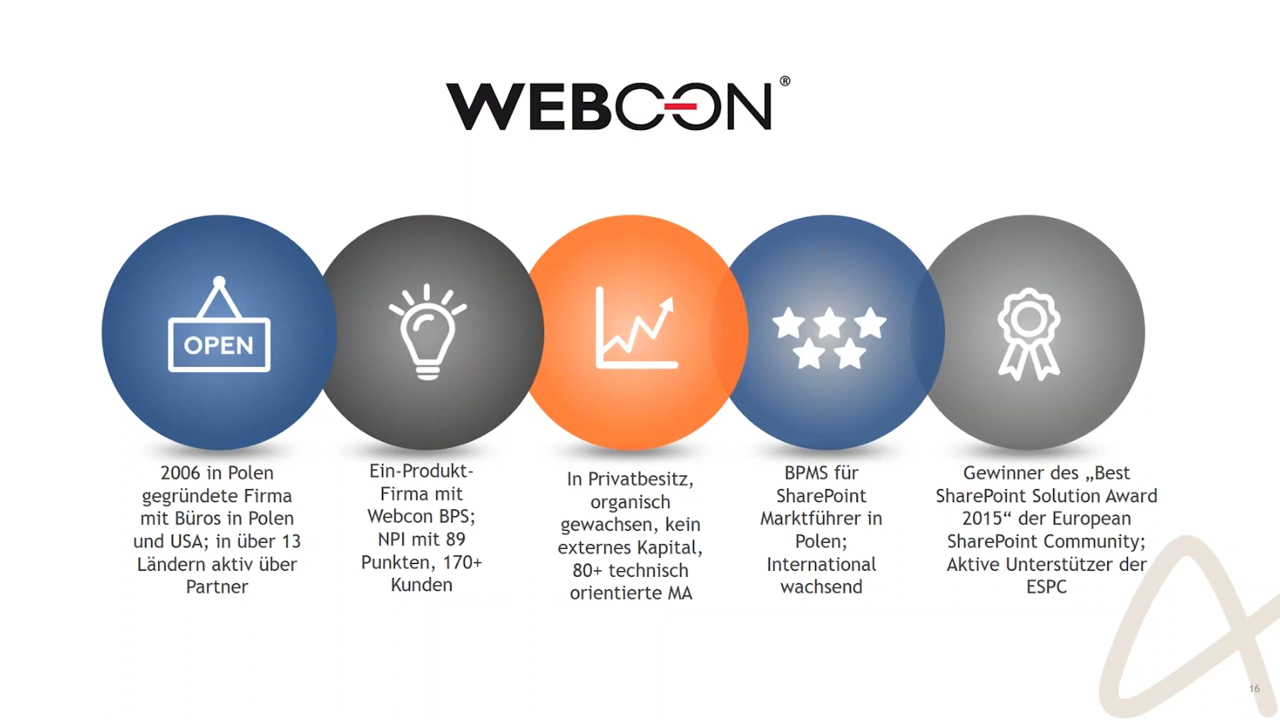 WEBCON®
OPEN
2006 in Polen
gegründete Firma
mit Büros in Polen
und USA; in über 13
Ländern aktiv über
Partner
Ein-Produkt-
Firma mit
Webcon BPS;
NPI mit 89
Punkten, 170+
Kunden
In Privatbesitz,
organisch
gewachsen, kein
externes Kapital,
80+ technisch
orientierte MA
BPMS für
SharePoint
Marktführer in
Polen;
International
wachsend
Gewinner des „Best
SharePoint Solution Award
2015“ der European
SharePoint Community;
Aktive Unterstützer der
ESPC
16